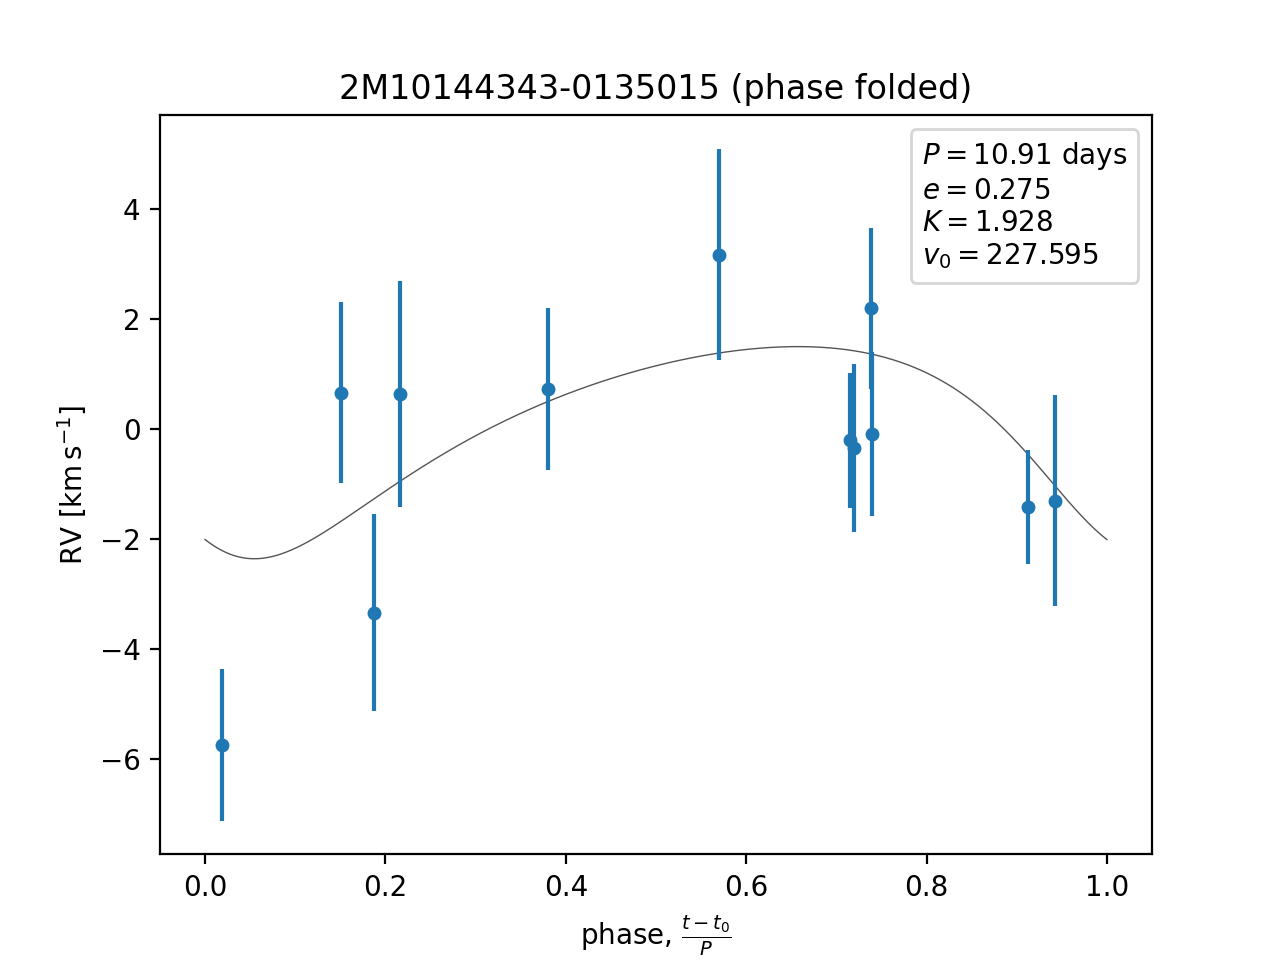 2M10144343-0135015 (phase folded)
P = 10.91 days
e = 0.275
K = 1.928
v₀ = 227.595
RV [km s⁻¹]
4
2
0
−2
−4
−6
0.0 0.2 0.4 0.6 0.8 1.0
phase, (t − t₀)/P